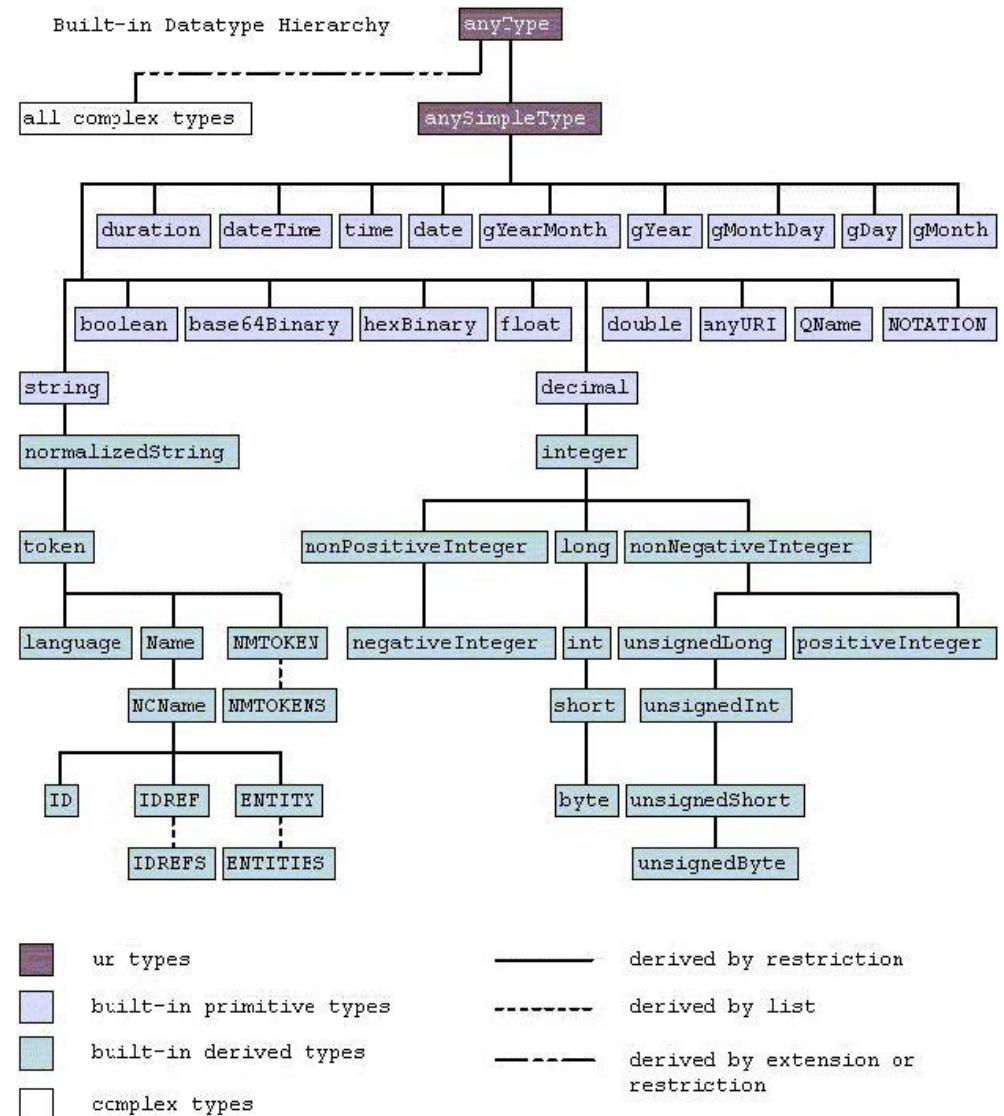 Built-in Datatype Hierarchy
anyType
all complex types
anySimpleType
duration
dateTime
time
date
gYearMonth
gYear
gMonthDay
gDay
gMonth
boolean
base64Binary
hexBinary
float
double
anyURI
QName
NOTATION
string
decimal
normalizedString
integer
token
nonPositiveInteger
long
nonNegativeInteger
language
Name
NMTOKEN
negativeInteger
int
unsignedLong
positiveInteger
NCName
NMTOKENS
short
unsignedInt
ID
IDREF
ENTITY
byte
unsignedShort
IDREFS
ENTITIES
unsignedByte
ur types
derived by restriction
built-in primitive types
derived by list
built-in derived types
derived by extension or
restriction
complex types